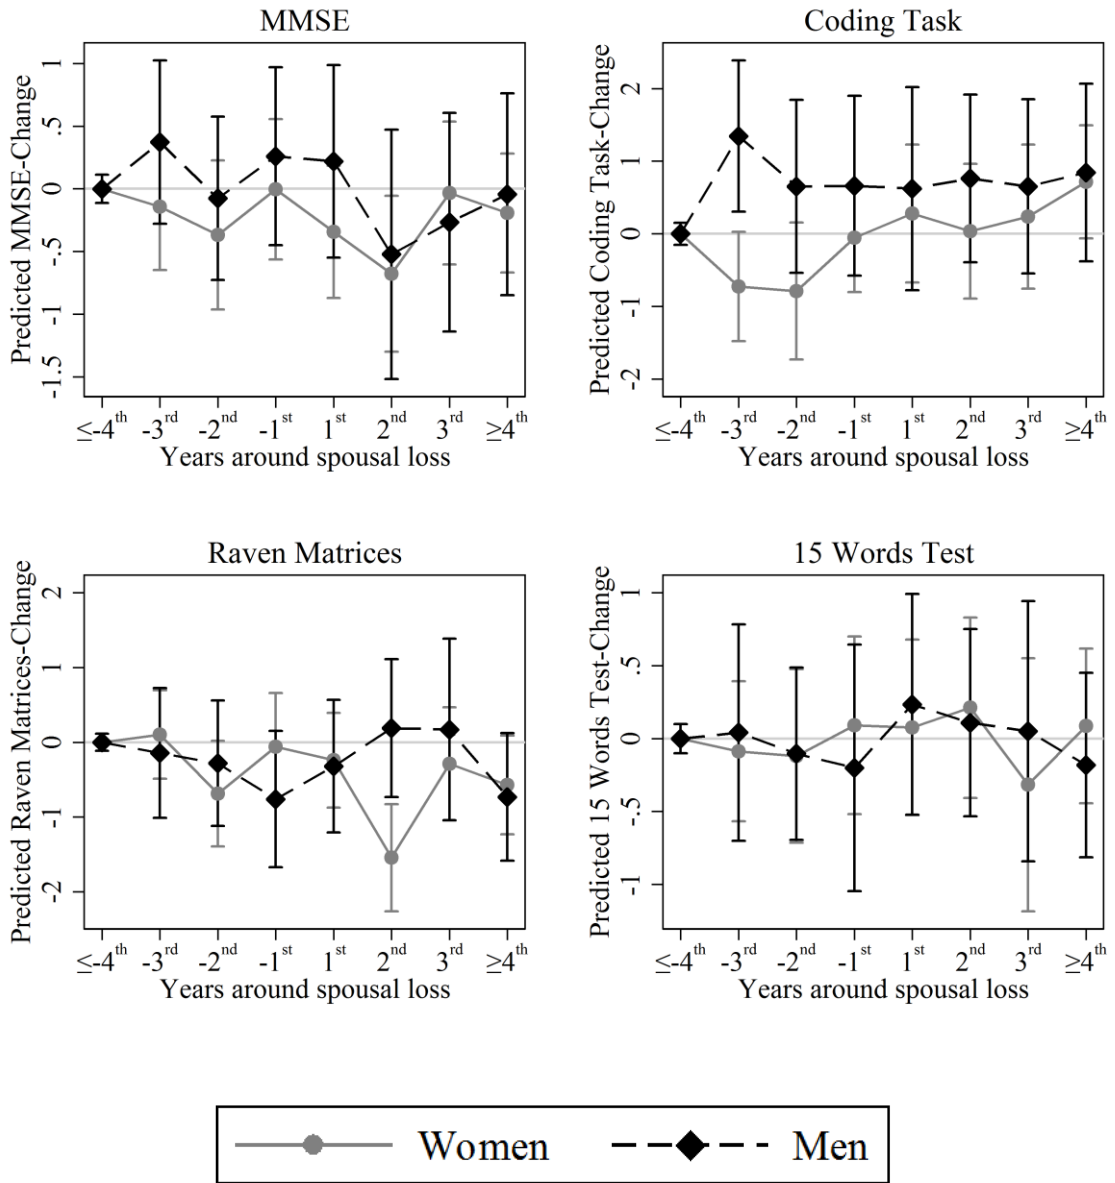 MMSE
Predicted MMSE-Change
1
.5
0
-.5
-1
-1.5
≤-4th -3rd -2nd -1st 1st 2nd 3rd ≥4th
Years around spousal loss
Coding Task
Predicted Coding Task-Change
2
1
0
-1
-2
≤-4th -3rd -2nd -1st 1st 2nd 3rd ≥4th
Years around spousal loss
Raven Matrices
Predicted Raven Matrices-Change
2
1
0
-1
-2
≤-4th -3rd -2nd -1st 1st 2nd 3rd ≥4th
Years around spousal loss
15 Words Test
Predicted 15 Words Test-Change
1
.5
0
-.5
-1
≤-4th -3rd -2nd -1st 1st 2nd 3rd ≥4th
Years around spousal loss
Women Men